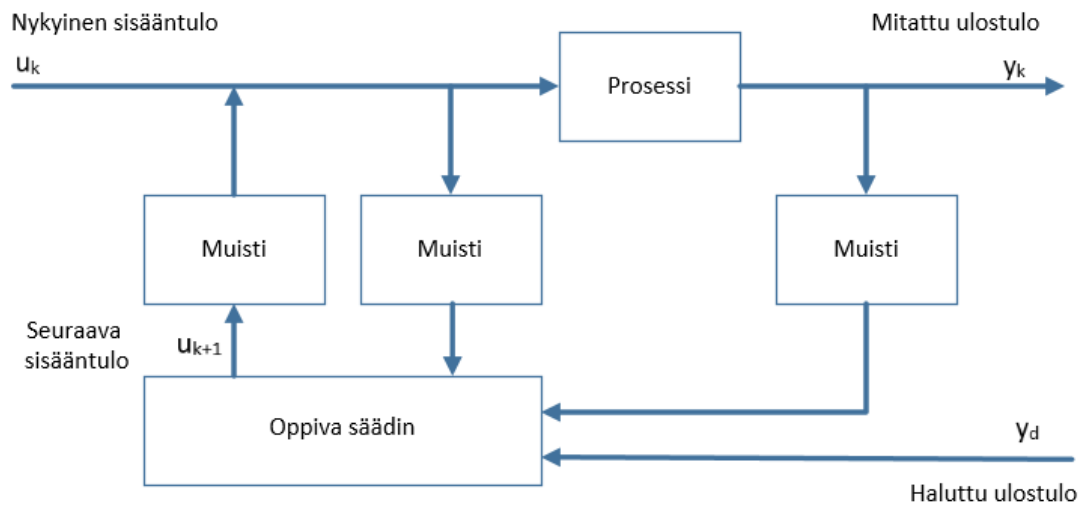 Nykyinen sisääntulo
Mitattu ulostulo
uk
Prosessi
yk
Muisti
Muisti
Muisti
Seuraava
sisääntulo
uk+1
Oppiva säädin
yd
Haluttu ulostulo